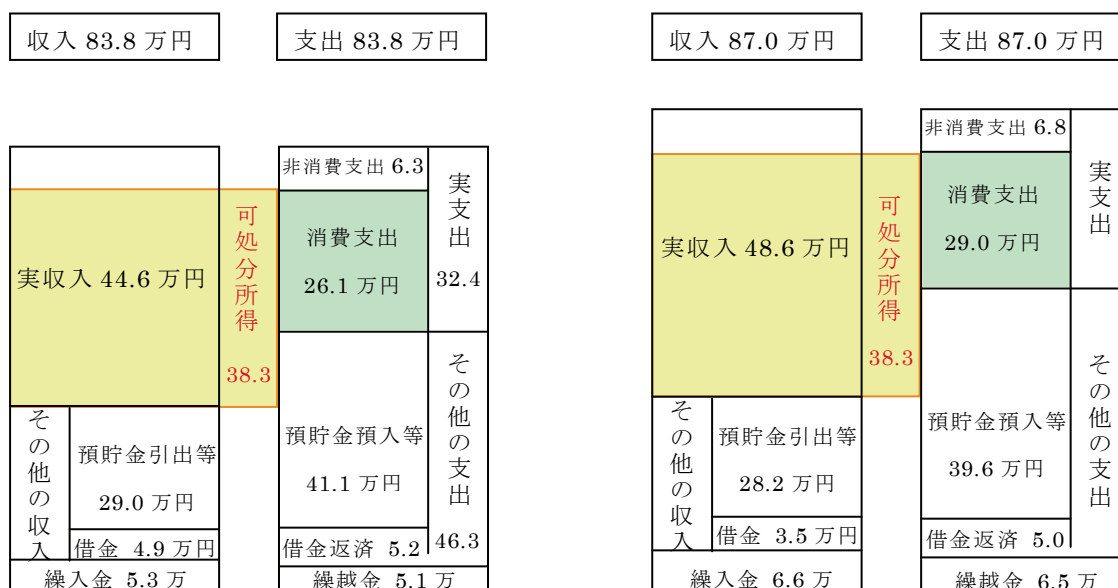 収入 83.8 万円
支出 83.8 万円
非消費支出 6.3
実支出
32.4
実収入 44.6 万円
可処分所得
38.3
消費支出
26.1 万円
その他の収入
預貯金引出等
29.0 万円
借金 4.9 万円
繰入金 5.3 万
預貯金預入等
41.1 万円
その他の支出
46.3
借金返済 5.2
繰越金 5.1 万
収入 87.0 万円
支出 87.0 万円
非消費支出 6.8
実支出
実収入 48.6 万円
可処分所得
38.3
消費支出
29.0 万円
その他の収入
預貯金引出等
28.2 万円
借金 3.5 万円
繰入金 6.6 万
預貯金預入等
39.6 万円
その他の支出
借金返済 5.0
繰越金 6.5 万